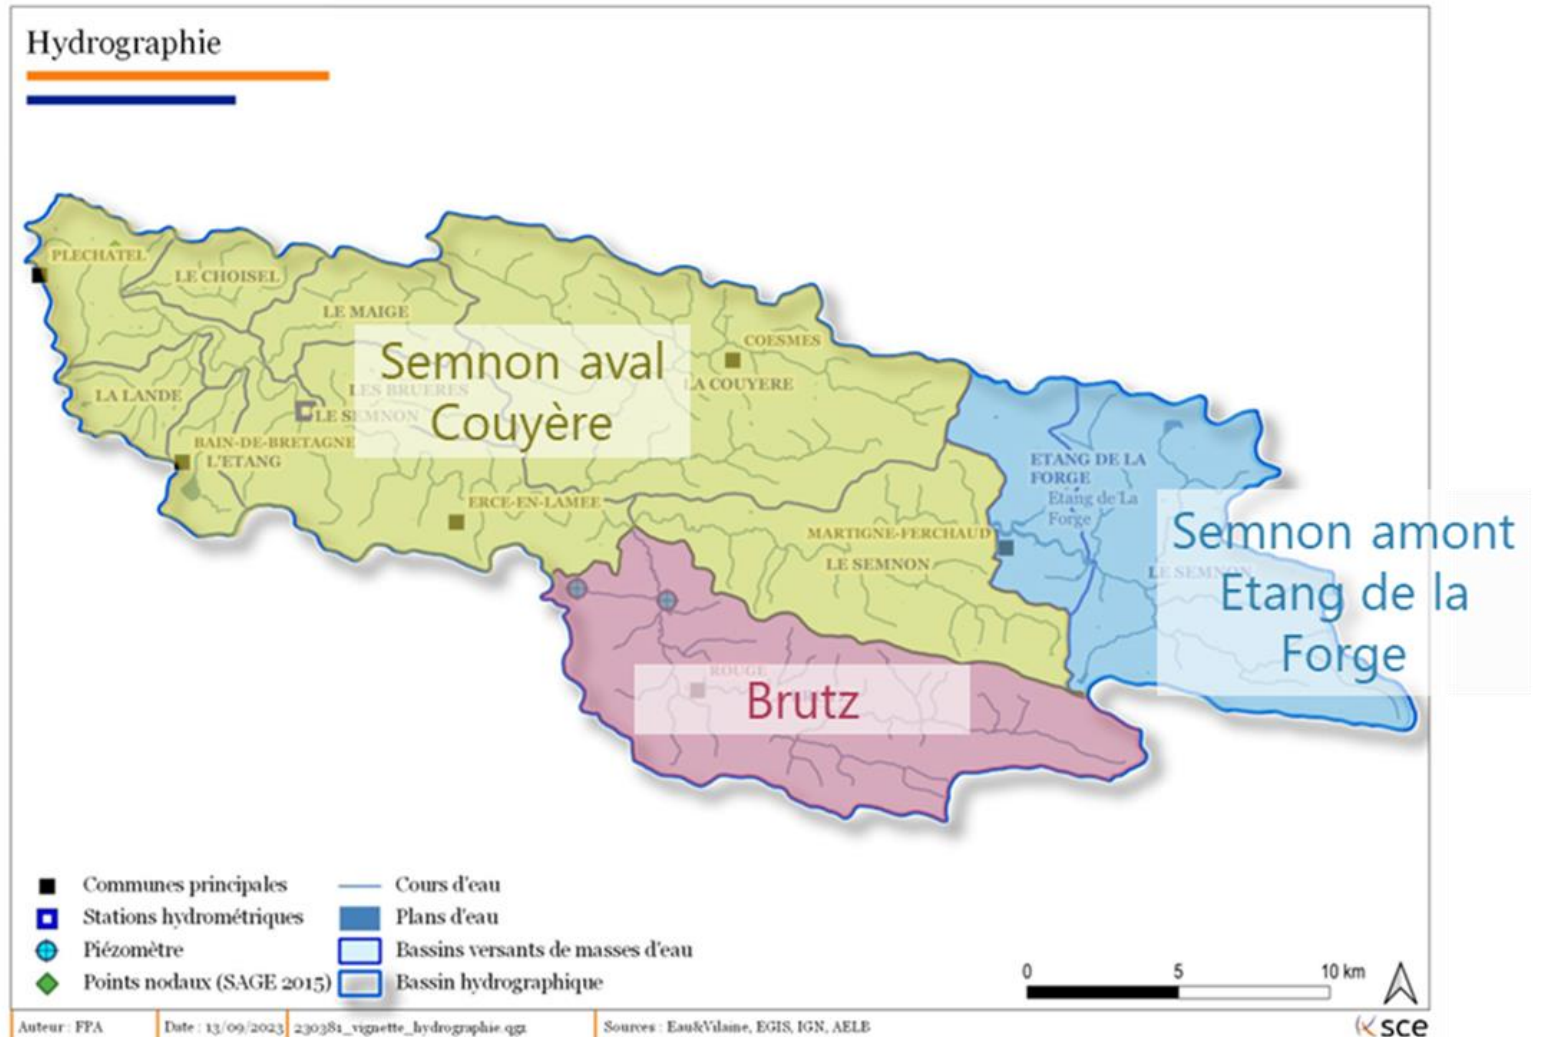 Hydrographie
PLECHATEL
LE CHOISEL
LE MAIGE
COESMES
Semnon aval
Couyère
LA COUYERE
LES BRUERES
LA LANDE
LE SEMNON
BAIN-DE-BRETAGNE
L'ETANG
ERCE-EN-LAMEE
ETANG DE LA
FORGE
Etang de La
Forge
MARTIGNE-FERCHAUD
LE SEMNON
Semnon amont
Etang de la
Forge
LE SEMNON
ROUGE
Brutz
Communes principales
Stations hydrométriques
Piézomètre
Points nodaux (SAGE 2015)
Cours d'eau
Plans d'eau
Bassins versants de masses d'eau
Bassin hydrographique
0 5 10 km
Auteur : FPA
Date : 13/09/2023
230381_vignette_hydrographie.qgz
Sources : Eau&Vilaine, EGIS, IGN, AELB
sce